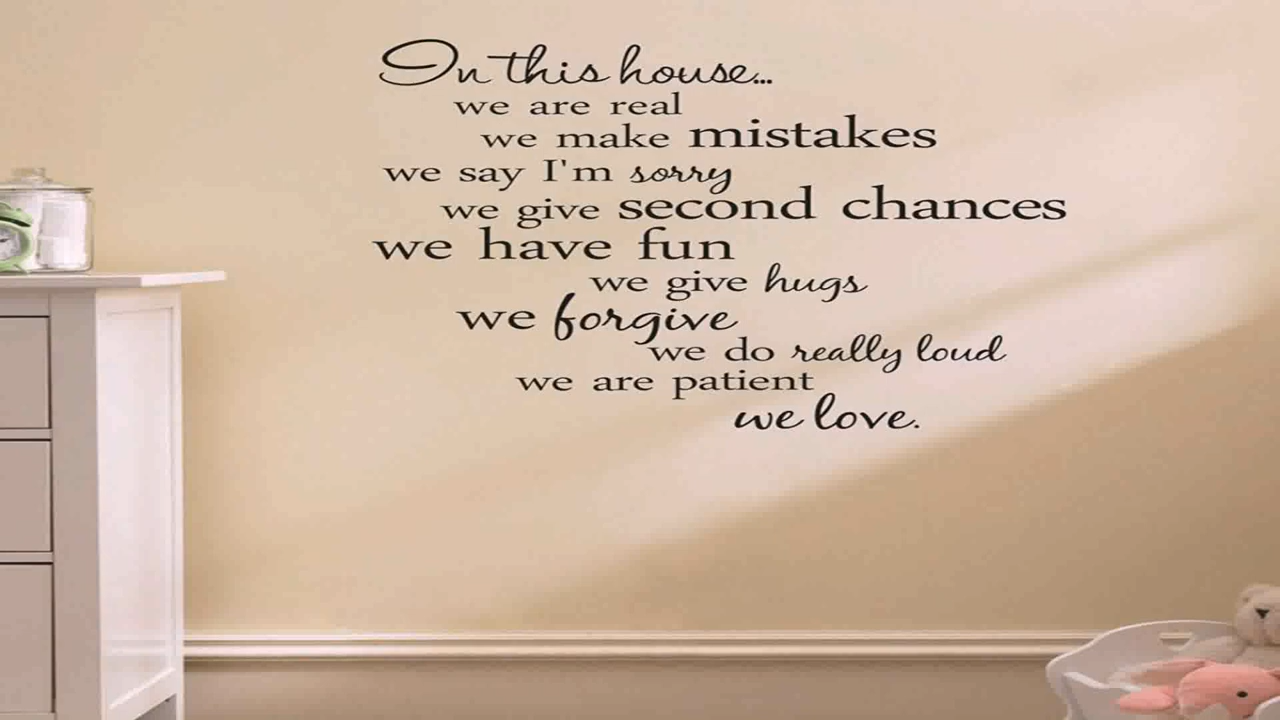 In this house...
we are real
we make mistakes
we say I'm sorry
we give second chances
we have fun
we give hugs
we forgive
we do really loud
we are patient
we love.